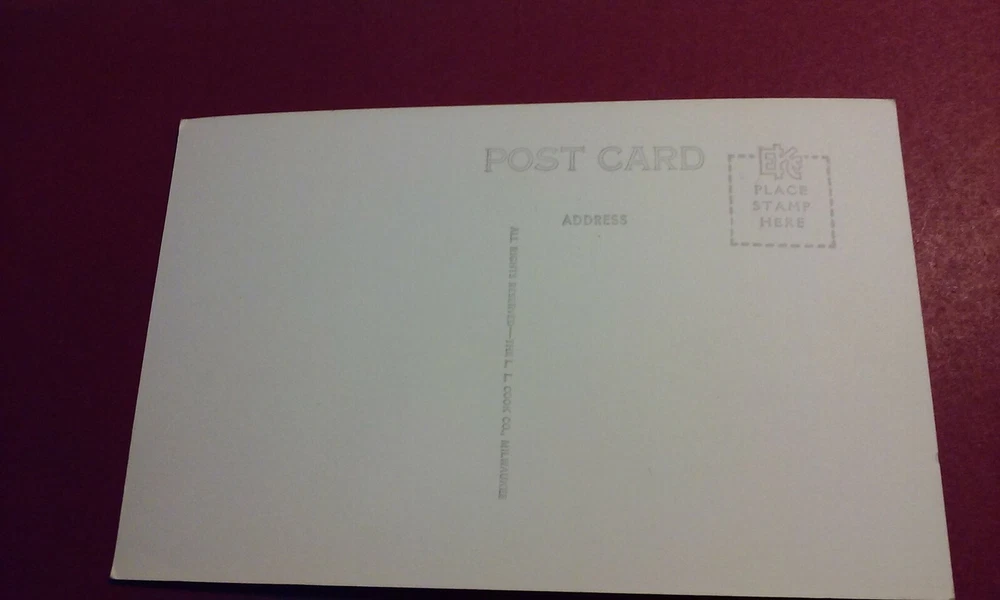 POST CARD
EKC
PLACE
STAMP
HERE
ADDRESS
ALL RIGHTS RESERVED—THE L. L. COOK CO., MILWAUKEE